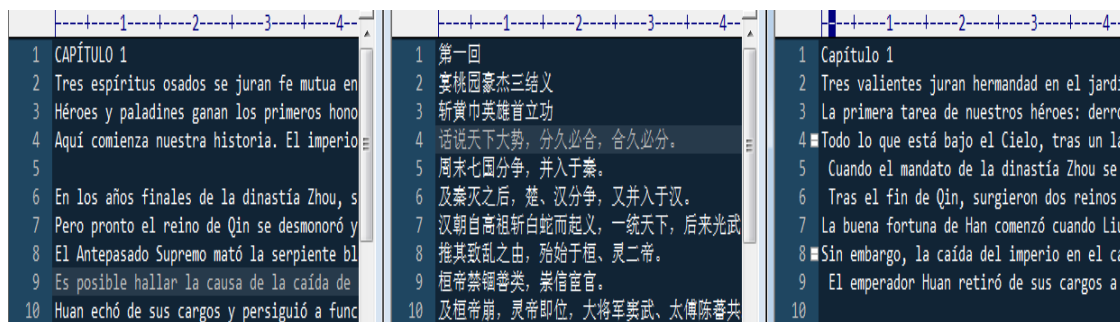 ----+----1----+----2----+----3----+----4--
1 CAPÍTULO 1
2 Tres espíritus osados se juran fe mutua en
3 Héroes y paladines ganan los primeros hono
4 Aquí comienza nuestra historia. El imperio
5
6 En los años finales de la dinastía Zhou, s
7 Pero pronto el reino de Qin se desmoronó y
8 El Antepasado Supremo mató la serpiente bl
9 Es posible hallar la causa de la caída de
10 Huan echó de sus cargos y persiguió a func
----+----1----+----2----+----3----+----4--
1 第一回
2 宴桃园豪杰三结义
3 斩黄巾英雄首立功
4 话说天下大势，分久必合，合久必分。
5 周末七国分争，并入于秦。
6 及秦灭之后，楚、汉分争，又并入于汉。
7 汉朝自高祖斩白蛇而起义，一统天下，后来光武
8 推其致乱之由，殆始于桓、灵二帝。
9 桓帝禁锢善类，崇信宦官。
10 及桓帝崩，灵帝即位，大将军窦武、太傅陈蕃共
----+----1----+----2----+----3----+----4--
1 Capítulo 1
2 Tres valientes juran hermandad en el jardi
3 La primera tarea de nuestros héroes: derro
4 Todo lo que está bajo el Cielo, tras un la
5 Cuando el mandato de la dinastía Zhou se
6 Tras el fin de Qin, surgieron dos reinos
7 La buena fortuna de Han comenzó cuando Liu
8 Sin embargo, la caída del imperio en el ca
9 El emperador Huan retiró de sus cargos a
10